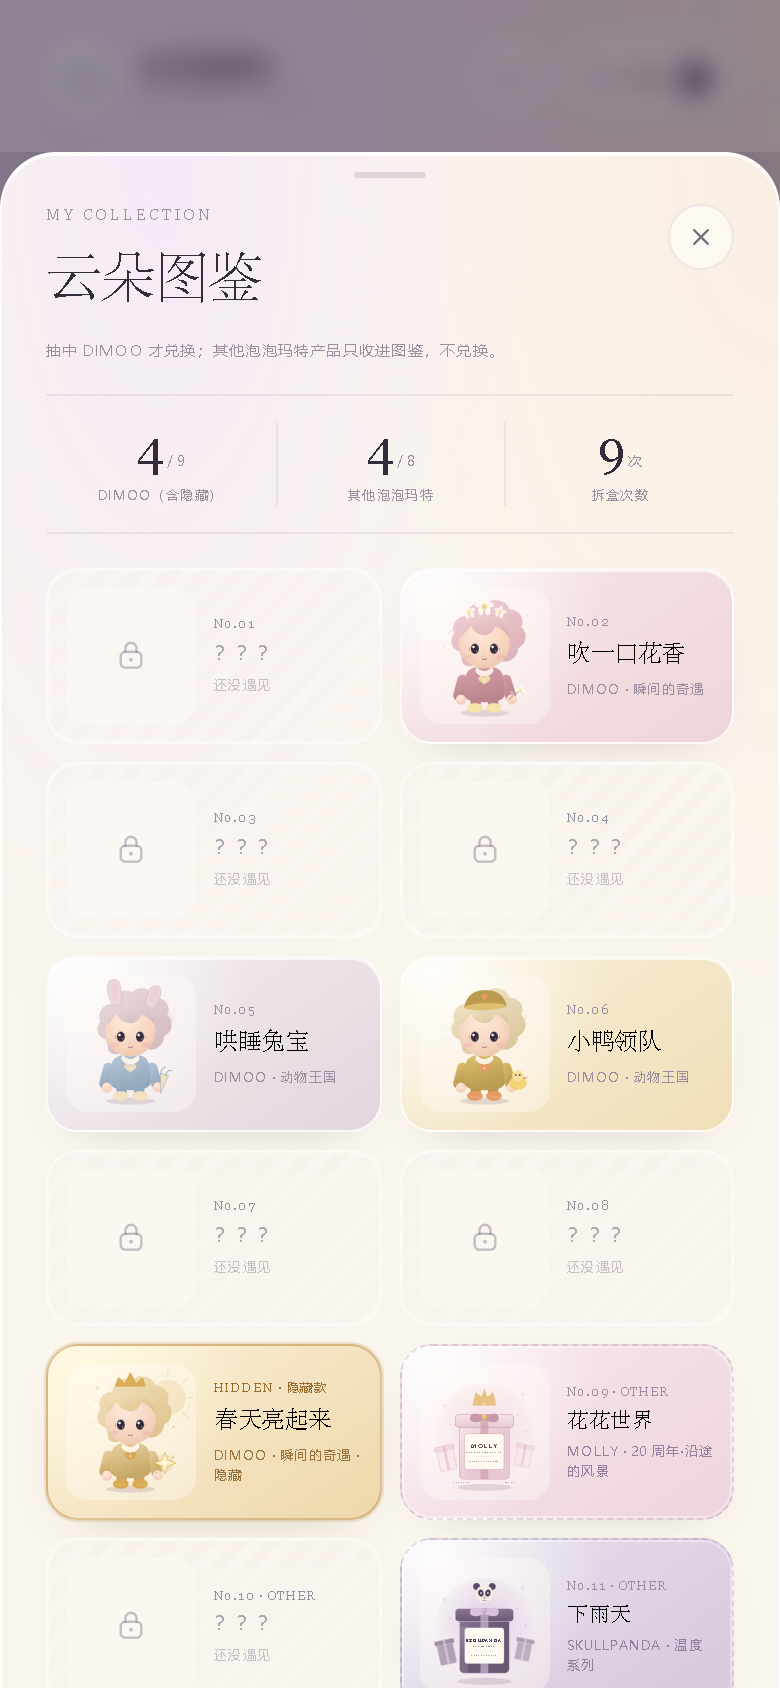 MY COLLECTION
云朵图鉴
抽中 DIMOO 才兑换；其他泡泡玛特产品只收进图鉴，不兑换。
4 / 9
DIMOO（含隐藏）
4 / 8
其他泡泡玛特
9 次
拆盒次数
No.01
? ? ?
还没遇见
No.02
吹一口花香
DIMOO · 瞬间的奇遇
No.03
? ? ?
还没遇见
No.04
? ? ?
还没遇见
No.05
哄睡兔宝
DIMOO · 动物王国
No.06
小鸭领队
DIMOO · 动物王国
No.07
? ? ?
还没遇见
No.08
? ? ?
还没遇见
HIDDEN · 隐藏款
春天亮起来
DIMOO · 瞬间的奇遇 ·
隐藏
MOLLY
No.09 · OTHER
花花世界
MOLLY · 20 周年·沿途
的风景
No.10 · OTHER
? ? ?
还没遇见
SKULLPANDA
No.11 · OTHER
下雨天
SKULLPANDA · 温度
系列